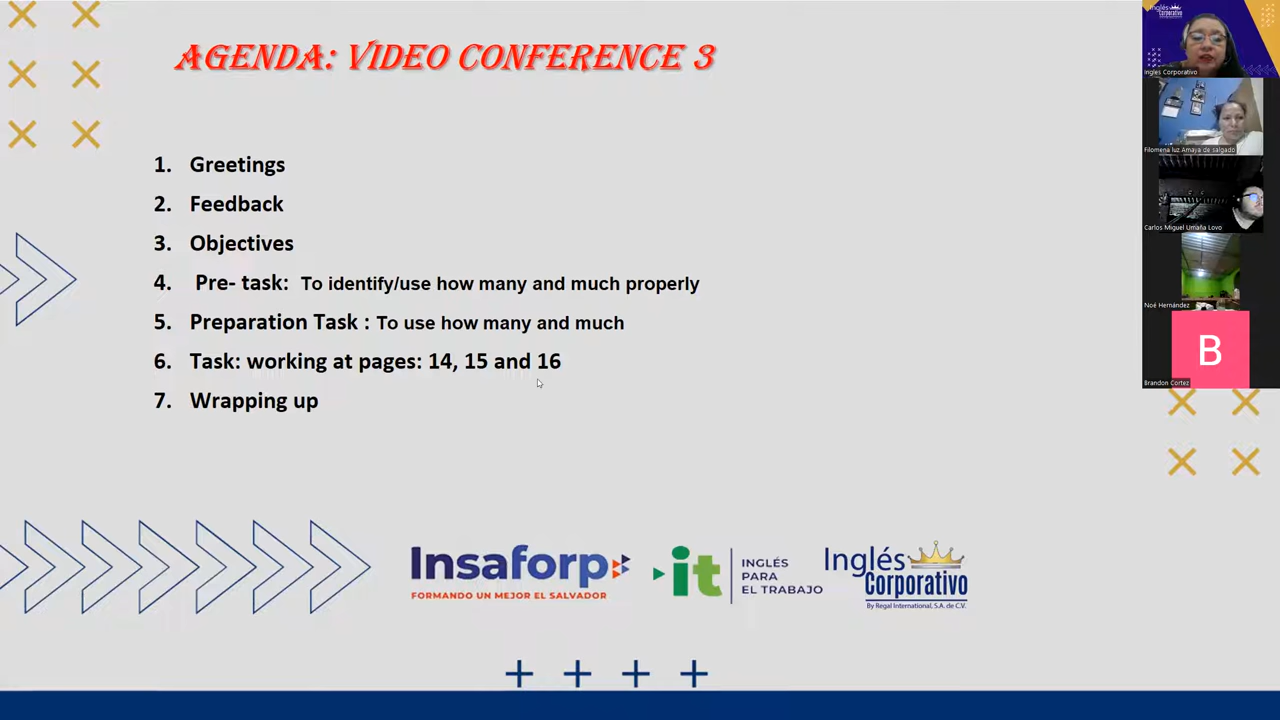 AGENDA: VIDEO CONFERENCE 3
1. Greetings
2. Feedback
3. Objectives
4. Pre- task: To identify/use how many and much properly
5. Preparation Task : To use how many and much
6. Task: working at pages: 14, 15 and 16
7. Wrapping up
Insaforp
FORMANDO UN MEJOR EL SALVADOR
it
INGLÉS
PARA
EL TRABAJO
Inglés
Corporativo
By Regal International, S.A. de C.V.
Inglés
Corporativo
Ingles Corporativo
Filomena luz Amaya de salgado
Carlos Miguel Umaña Lovo
Noé Hernández
B
Brandon Cortez